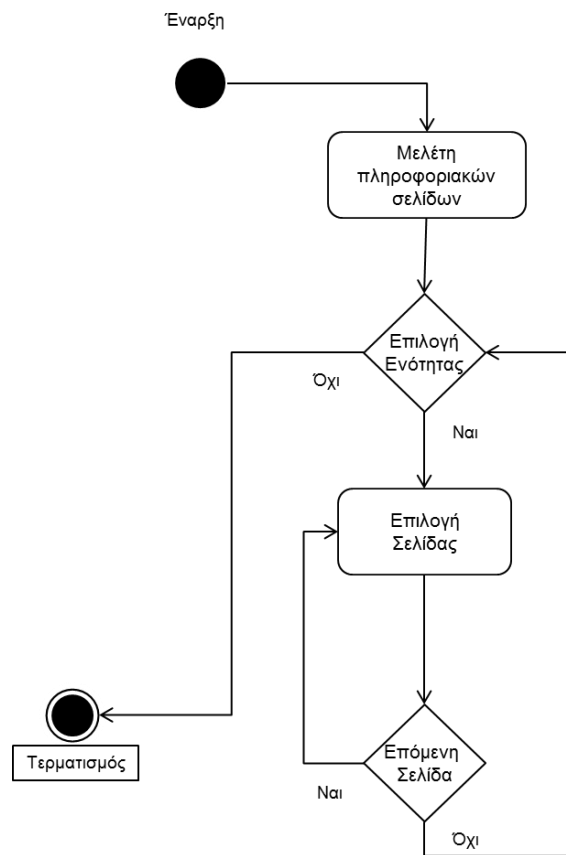 Έναρξη
Μελέτη
πληροφοριακών
σελίδων
Επιλογή
Ενότητας
Όχι
Ναι
Επιλογή
Σελίδας
Τερματισμός
Επόμενη
Σελίδα
Ναι
Όχι